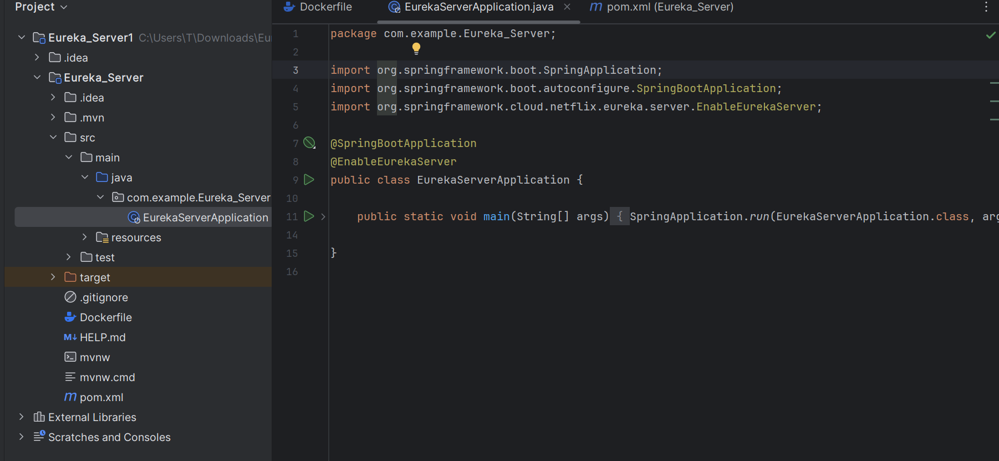 Project
Eureka_Server1 C:\Users\T\Downloads\Eur
.idea
Eureka_Server
.idea
.mvn
src
main
java
com.example.Eureka_Server
EurekaServerApplication
resources
test
target
.gitignore
Dockerfile
M↓ HELP.md
mvnw
mvnw.cmd
m pom.xml
External Libraries
Scratches and Consoles
Dockerfile EurekaServerApplication.java m pom.xml (Eureka_Server)
1 package com.example.Eureka_Server;
2
3 import org.springframework.boot.SpringApplication;
4 import org.springframework.boot.autoconfigure.SpringBootApplication;
5 import org.springframework.cloud.netflix.eureka.server.EnableEurekaServer;
6
7 @SpringBootApplication
8 @EnableEurekaServer
9 public class EurekaServerApplication {
10
11 public static void main(String[] args) { SpringApplication.run(EurekaServerApplication.class, arg
14
15 }
16